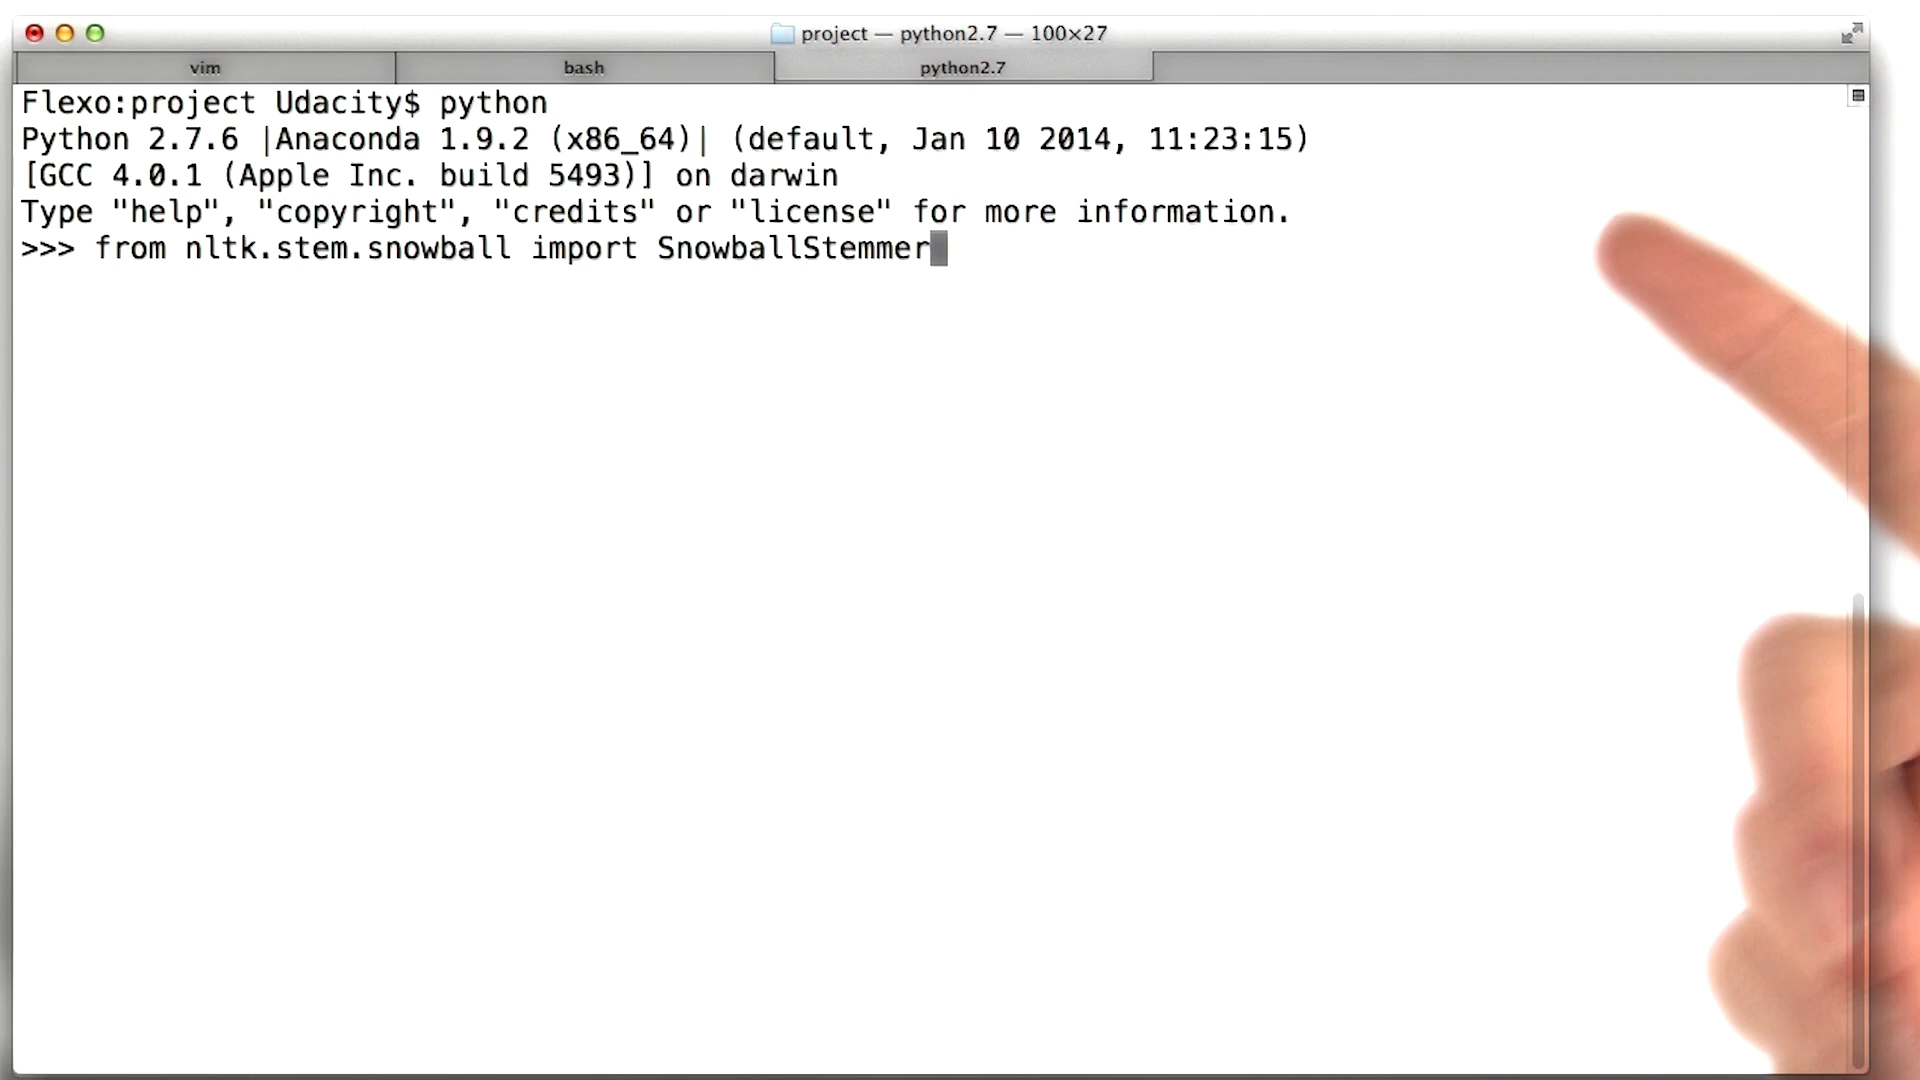 project — python2.7 — 100×27
vim
bash
python2.7
Flexo:project Udacity$ python
Python 2.7.6 |Anaconda 1.9.2 (x86_64)| (default, Jan 10 2014, 11:23:15)
[GCC 4.0.1 (Apple Inc. build 5493)] on darwin
Type "help", "copyright", "credits" or "license" for more information.
>>> from nltk.stem.snowball import SnowballStemmer